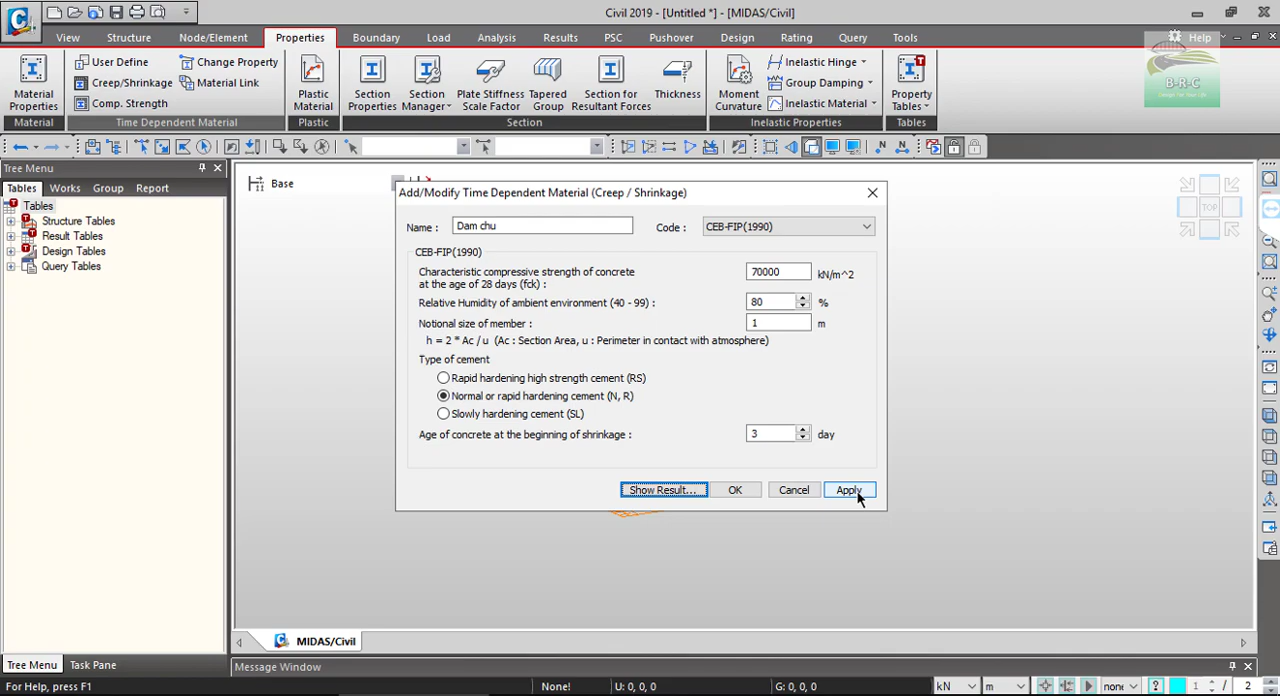 Civil 2019 - [Untitled *] - [MIDAS/Civil]
View Structure Node/Element Properties Boundary Load Analysis Results PSC Pushover Design Rating Query Tools Help
Material Properties
User Define
Creep/Shrinkage
Comp. Strength
Change Property
Material Link
Plastic Material
Section Properties
Section Manager
Plate Stiffness Scale Factor
Tapered Group
Section for Resultant Forces
Thickness
Moment Curvature
Inelastic Hinge
Group Damping
Inelastic Material
Property Tables
B-R-C
Material Time Dependent Material Plastic Section Inelastic Properties Tables
Tree Menu
Tables Works Group Report
Tables
Structure Tables
Result Tables
Design Tables
Query Tables
Base
TOP
Add/Modify Time Dependent Material (Creep / Shrinkage)
Name : Dam chu Code : CEB-FIP(1990)
CEB-FIP(1990)
Characteristic compressive strength of concrete
at the age of 28 days (fck) : 70000 kN/m^2
Relative Humidity of ambient environment (40 - 99) : 80 %
Notional size of member : 1 m
h = 2 * Ac / u (Ac : Section Area, u : Perimeter in contact with atmosphere)
Type of cement
Rapid hardening high strength cement (RS)
Normal or rapid hardening cement (N, R)
Slowly hardening cement (SL)
Age of concrete at the beginning of shrinkage : 3 day
Show Result... OK Cancel Apply
MIDAS/Civil
Tree Menu Task Pane
Message Window
For Help, press F1 None! U: 0, 0, 0 G: 0, 0, 0 kN m none ? 1 / 2